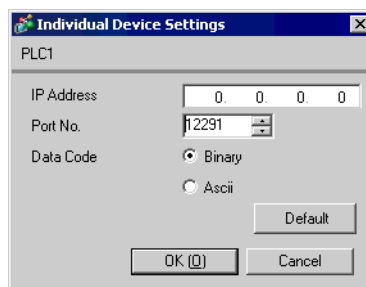 Individual Device Settings
PLC1
IP Address 0. 0. 0. 0
Port No. 12291
Data Code Binary
Ascii
Default
OK (O) Cancel